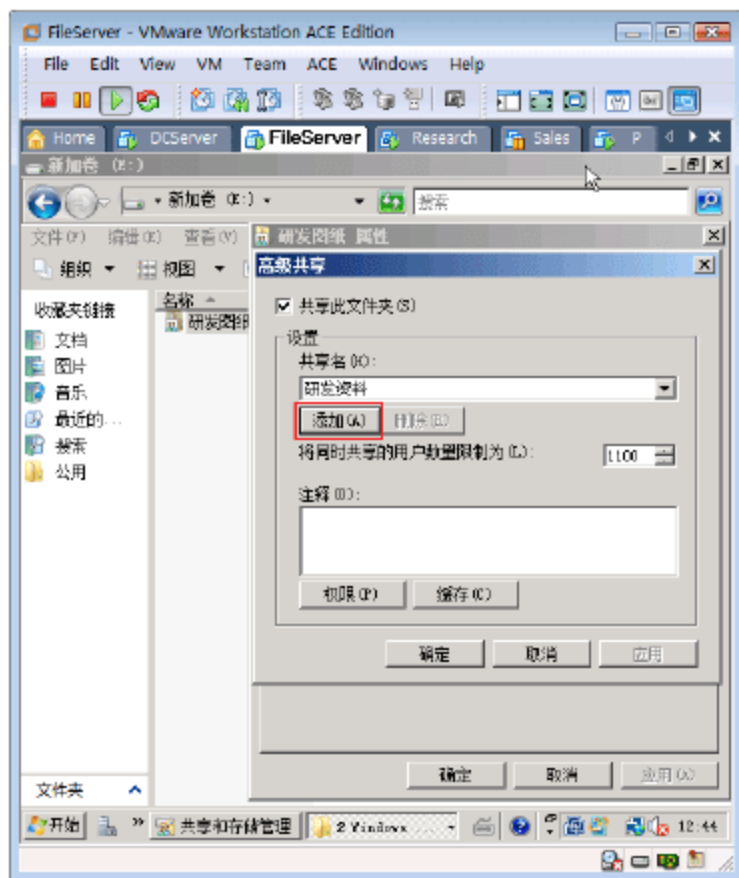 FileServer - VMware Workstation ACE Edition
File Edit View VM Team ACE Windows Help
Home DCServer FileServer Research Sales P
新加卷 (E:)
新加卷 (E:) 搜索
文件(F) 编辑(E) 查看(V) 研发图纸 属性
组织 视图 高级共享
收藏夹链接 名称 共享此文件夹(S)
文档 研发图纸 设置
图片 共享名(H):
音乐 研发资料
最近的... 添加(A) 删除(R)
搜索 将同时共享的用户数量限制为(L): 1100
公用
注释(O):
权限(P) 缓存(C)
确定 取消 应用
确定 取消 应用(A)
文件夹
开始 » 共享和存储管理 2 Windows ... 12:44